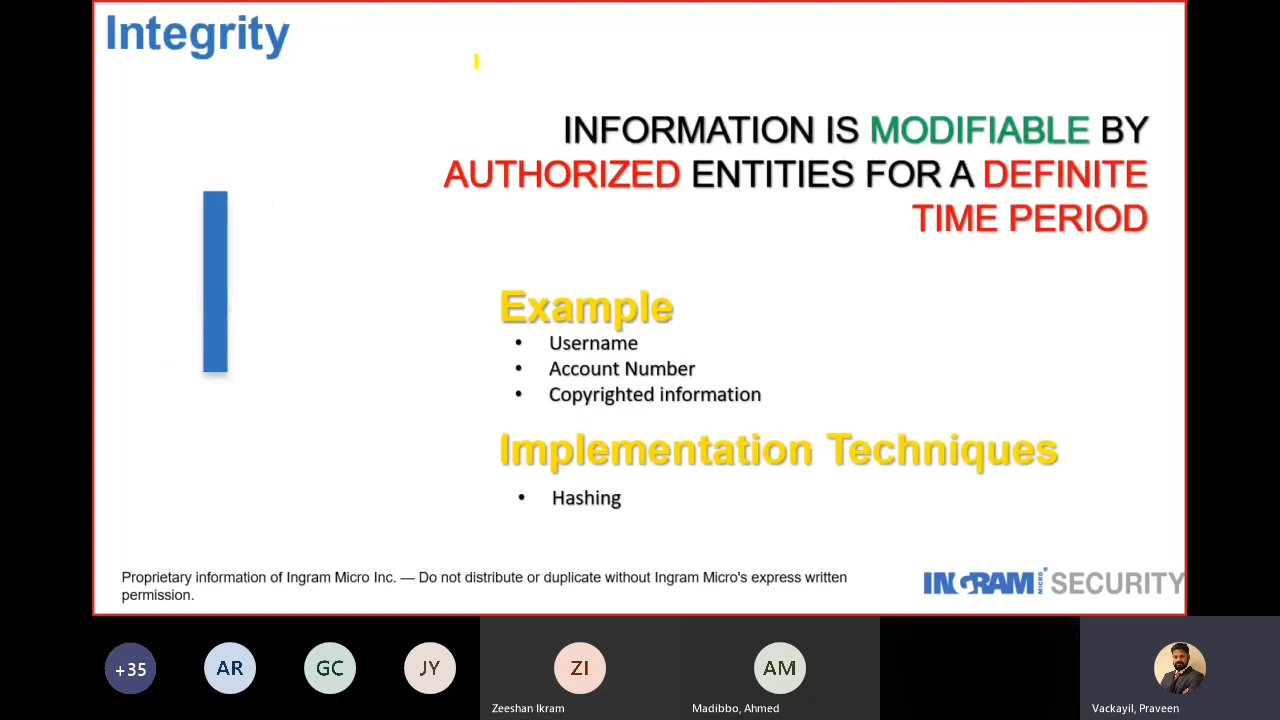 Integrity
INFORMATION IS MODIFIABLE BY
AUTHORIZED ENTITIES FOR A DEFINITE
TIME PERIOD
I
Example
• Username
• Account Number
• Copyrighted information
Implementation Techniques
• Hashing
Proprietary information of Ingram Micro Inc. — Do not distribute or duplicate without Ingram Micro's express written
permission.
INGRAM MICRO SECURITY
+35
AR
GC
JY
ZI
AM
Zeeshan Ikram
Madibbo, Ahmed
Vackayil, Praveen